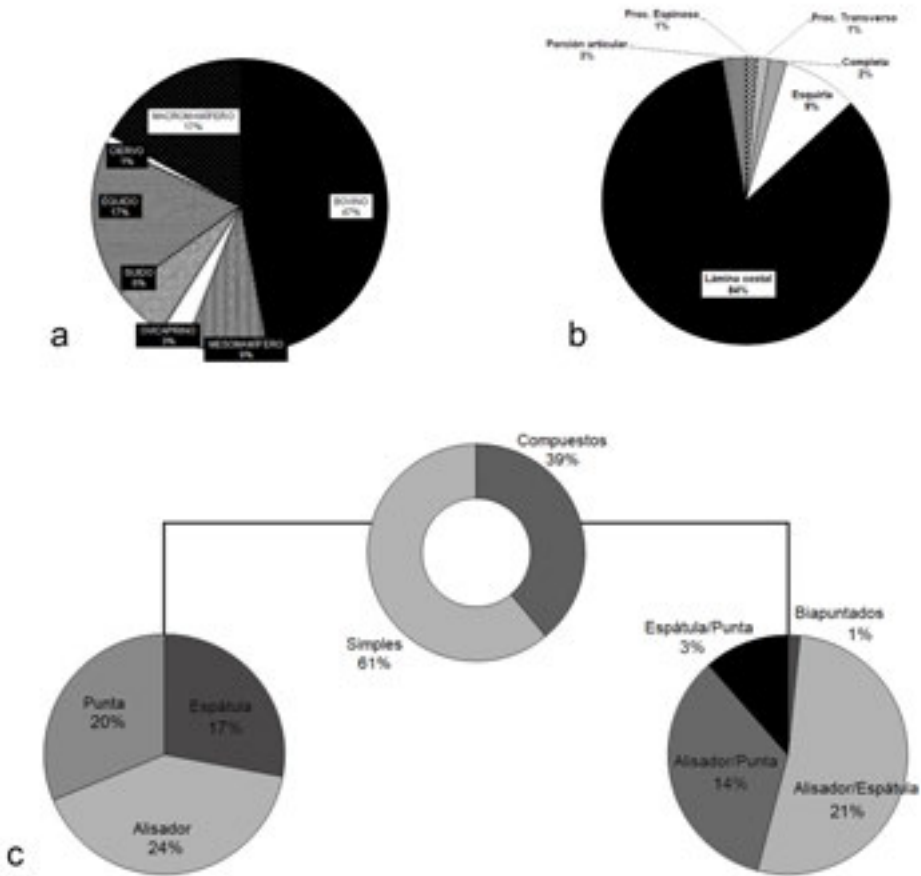 MACROMAMÍFERO
17%
CIERVO
1%
ÉQUIDO
17%
SUIDO
6%
OVICAPRINO
3%
MESOMAMÍFERO
9%
BOVINO
47%
a
Proc. Espinoso
1%
Proc. Transverso
1%
Porción articular
3%
Completa
2%
Esquirla
9%
Lámina costal
84%
b
Compuestos
39%
Simples
61%
Punta
20%
Espátula
17%
Alisador
24%
Espátula/Punta
3%
Biapuntados
1%
Alisador/Punta
14%
Alisador/Espátula
21%
c